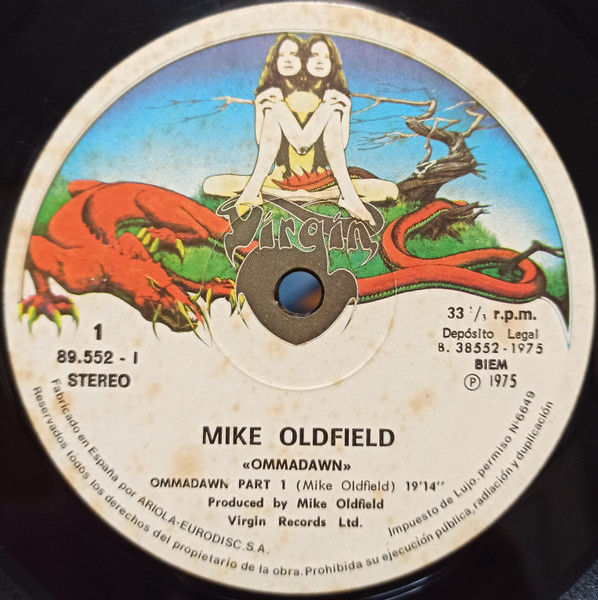 Virgin
1
89.552 - I
STEREO
33 1/3 r.p.m.
Depósito Legal
B. 38552-1975
BIEM
Ⓟ 1975
MIKE OLDFIELD
«OMMADAWN»
OMMADAWN PART 1 (Mike Oldfield) 19'14''
Produced by Mike Oldfield
Virgin Records Ltd.
Fabricado en España por ARIOLA-EURODISC, S.A. Impuesto de Lujo, permiso N.º 6649
Reservados todos los derechos del propietario de la obra. Prohibida su ejecución pública, radiación y duplicación